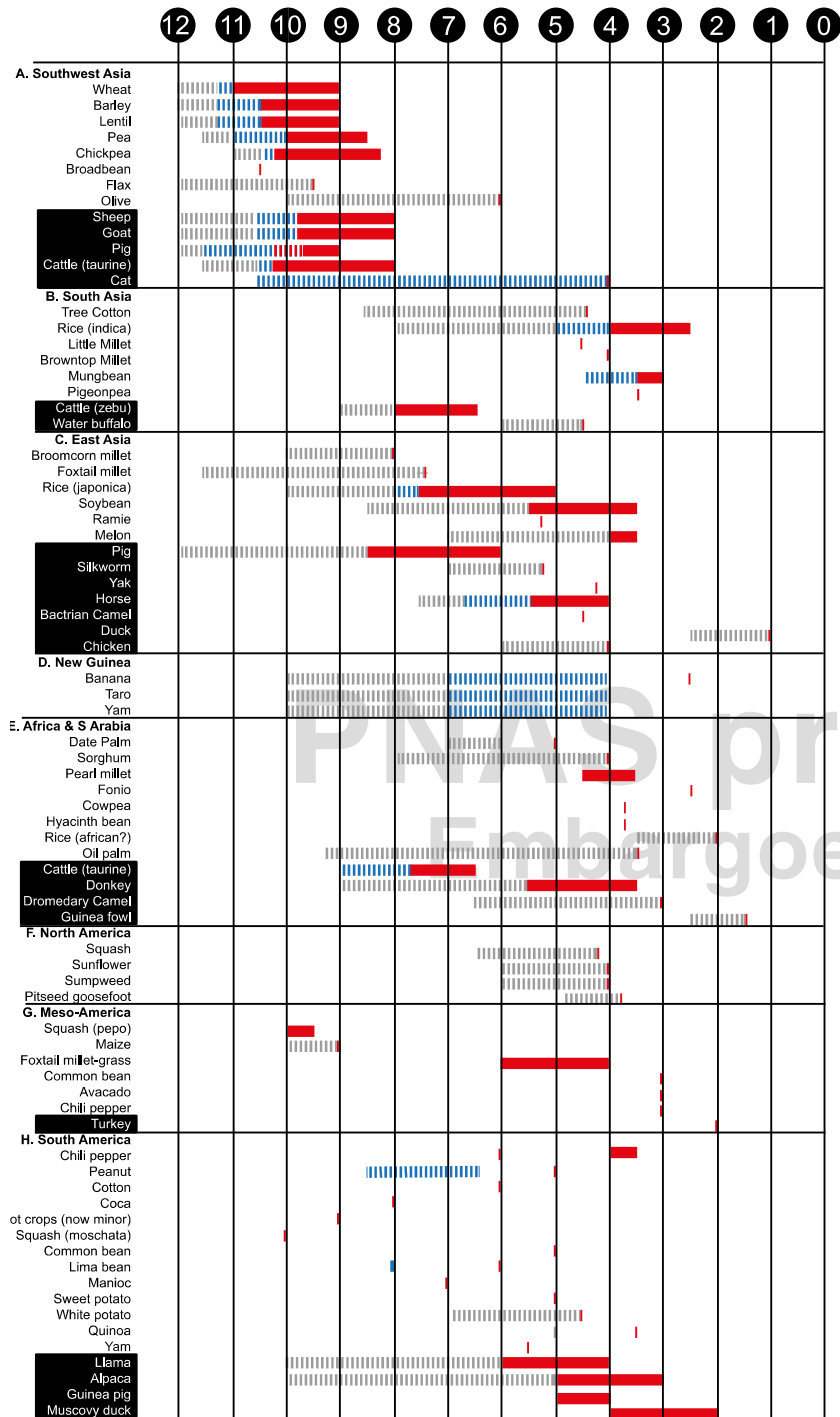 12 11 10 9 8 7 6 5 4 3 2 1 0
A. Southwest Asia
Wheat
Barley
Lentil
Pea
Chickpea
Broadbean
Flax
Olive
Sheep
Goat
Pig
Cattle (taurine)
Cat
B. South Asia
Tree Cotton
Rice (indica)
Little Millet
Browntop Millet
Mungbean
Pigeonpea
Cattle (zebu)
Water buffalo
C. East Asia
Broomcorn millet
Foxtail millet
Rice (japonica)
Soybean
Ramie
Melon
Pig
Silkworm
Yak
Horse
Bactrian Camel
Duck
Chicken
D. New Guinea
Banana
Taro
Yam
PNAS pr
E. Africa & S Arabia
Date Palm
Sorghum
Pearl millet
Fonio
Cowpea
Hyacinth bean
Rice (african?)
Embargoe
Oil palm
Cattle (taurine)
Donkey
Dromedary Camel
Guinea fowl
F. North America
Squash
Sunflower
Sumpweed
Pitseed goosefoot
G. Meso-America
Squash (pepo)
Maize
Foxtail millet-grass
Common bean
Avacado
Chili pepper
Turkey
H. South America
Chili pepper
Peanut
Cotton
Coca
ot crops (now minor)
Squash (moschata)
Common bean
Lima bean
Manioc
Sweet potato
White potato
Quinoa
Yam
Llama
Alpaca
Guinea pig
Muscovy duck